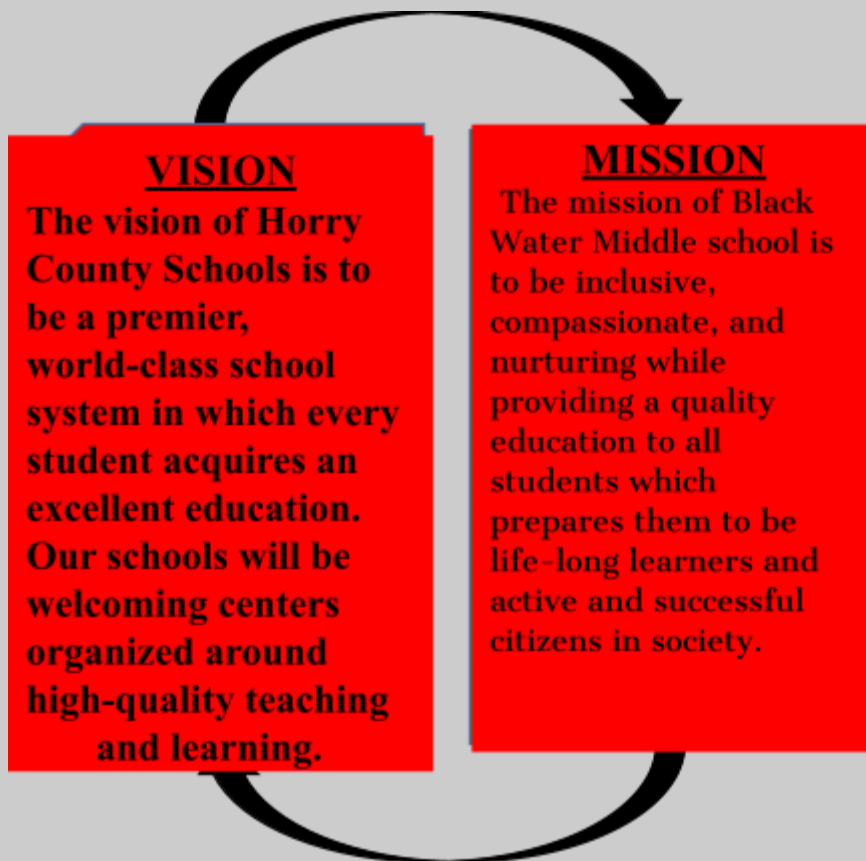 VISION
The vision of Horry
County Schools is to
be a premier,
world-class school
system in which every
student acquires an
excellent education.
Our schools will be
welcoming centers
organized around
high-quality teaching
and learning.
MISSION
The mission of Black
Water Middle school is
to be inclusive,
compassionate, and
nurturing while
providing a quality
education to all
students which
prepares them to be
life-long learners and
active and successful
citizens in society.